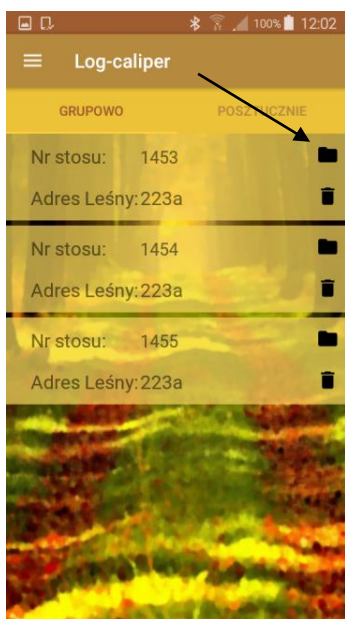 100% 12:02
Log-caliper
GRUPOWO POSZTUCZNIE
Nr stosu: 1453
Adres Leśny: 223a
Nr stosu: 1454
Adres Leśny: 223a
Nr stosu: 1455
Adres Leśny: 223a